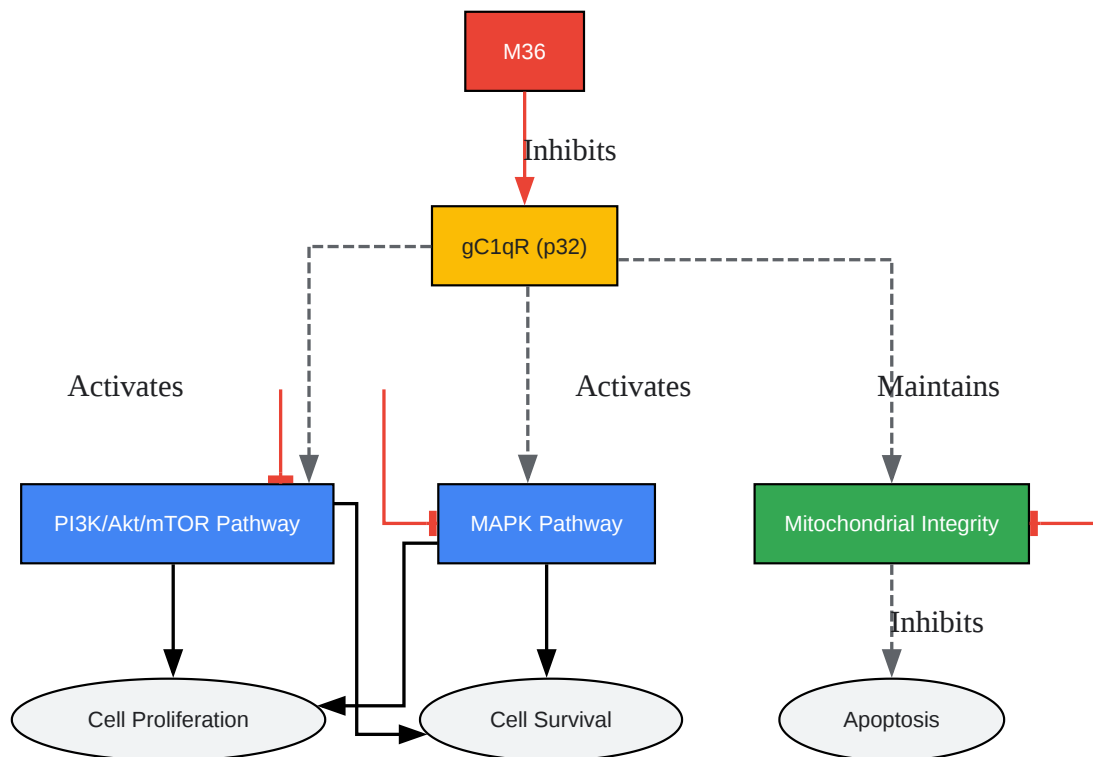 M36
Inhibits
gC1qR (p32)
Activates
Activates
Maintains
PI3K/Akt/mTOR Pathway
MAPK Pathway
Mitochondrial Integrity
Inhibits
Cell Proliferation
Cell Survival
Apoptosis